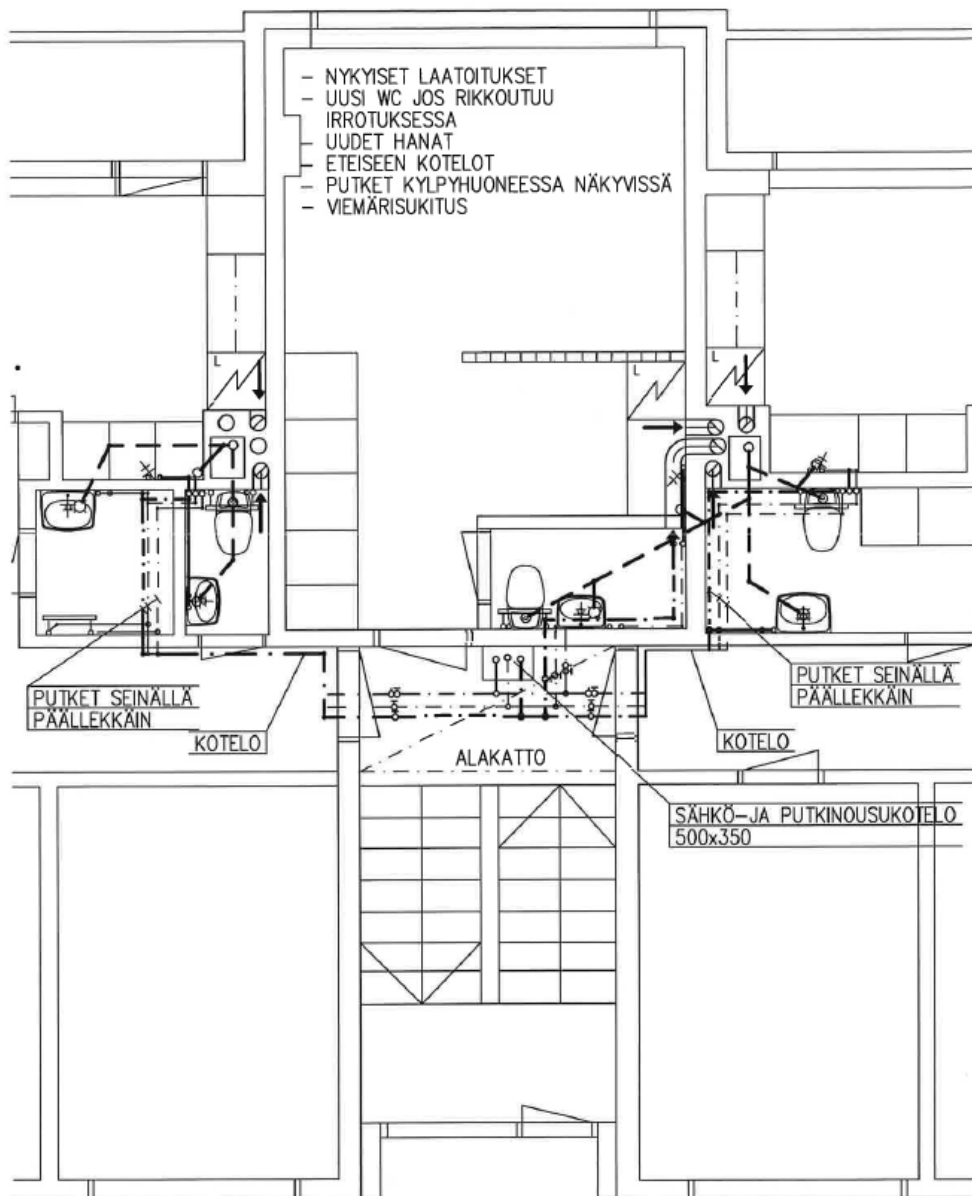 - NYKYISET LAATOITUKSET
- UUSI WC JOS RIKKOUTUU
IRROTUKSESSA
- UUDET HANAT
- ETEISEEN KOTELOT
- PUTKET KYLPYHUONEESSA NÄKYVISSÄ
- VIEMÄRISUKITUS
L
L
L
PUTKET SEINÄLLÄ
PÄÄLLEKKÄIN
PUTKET SEINÄLLÄ
PÄÄLLEKKÄIN
KOTELO
KOTELO
ALAKATTO
SÄHKÖ-JA PUTKINOUSUKOTELO
500x350